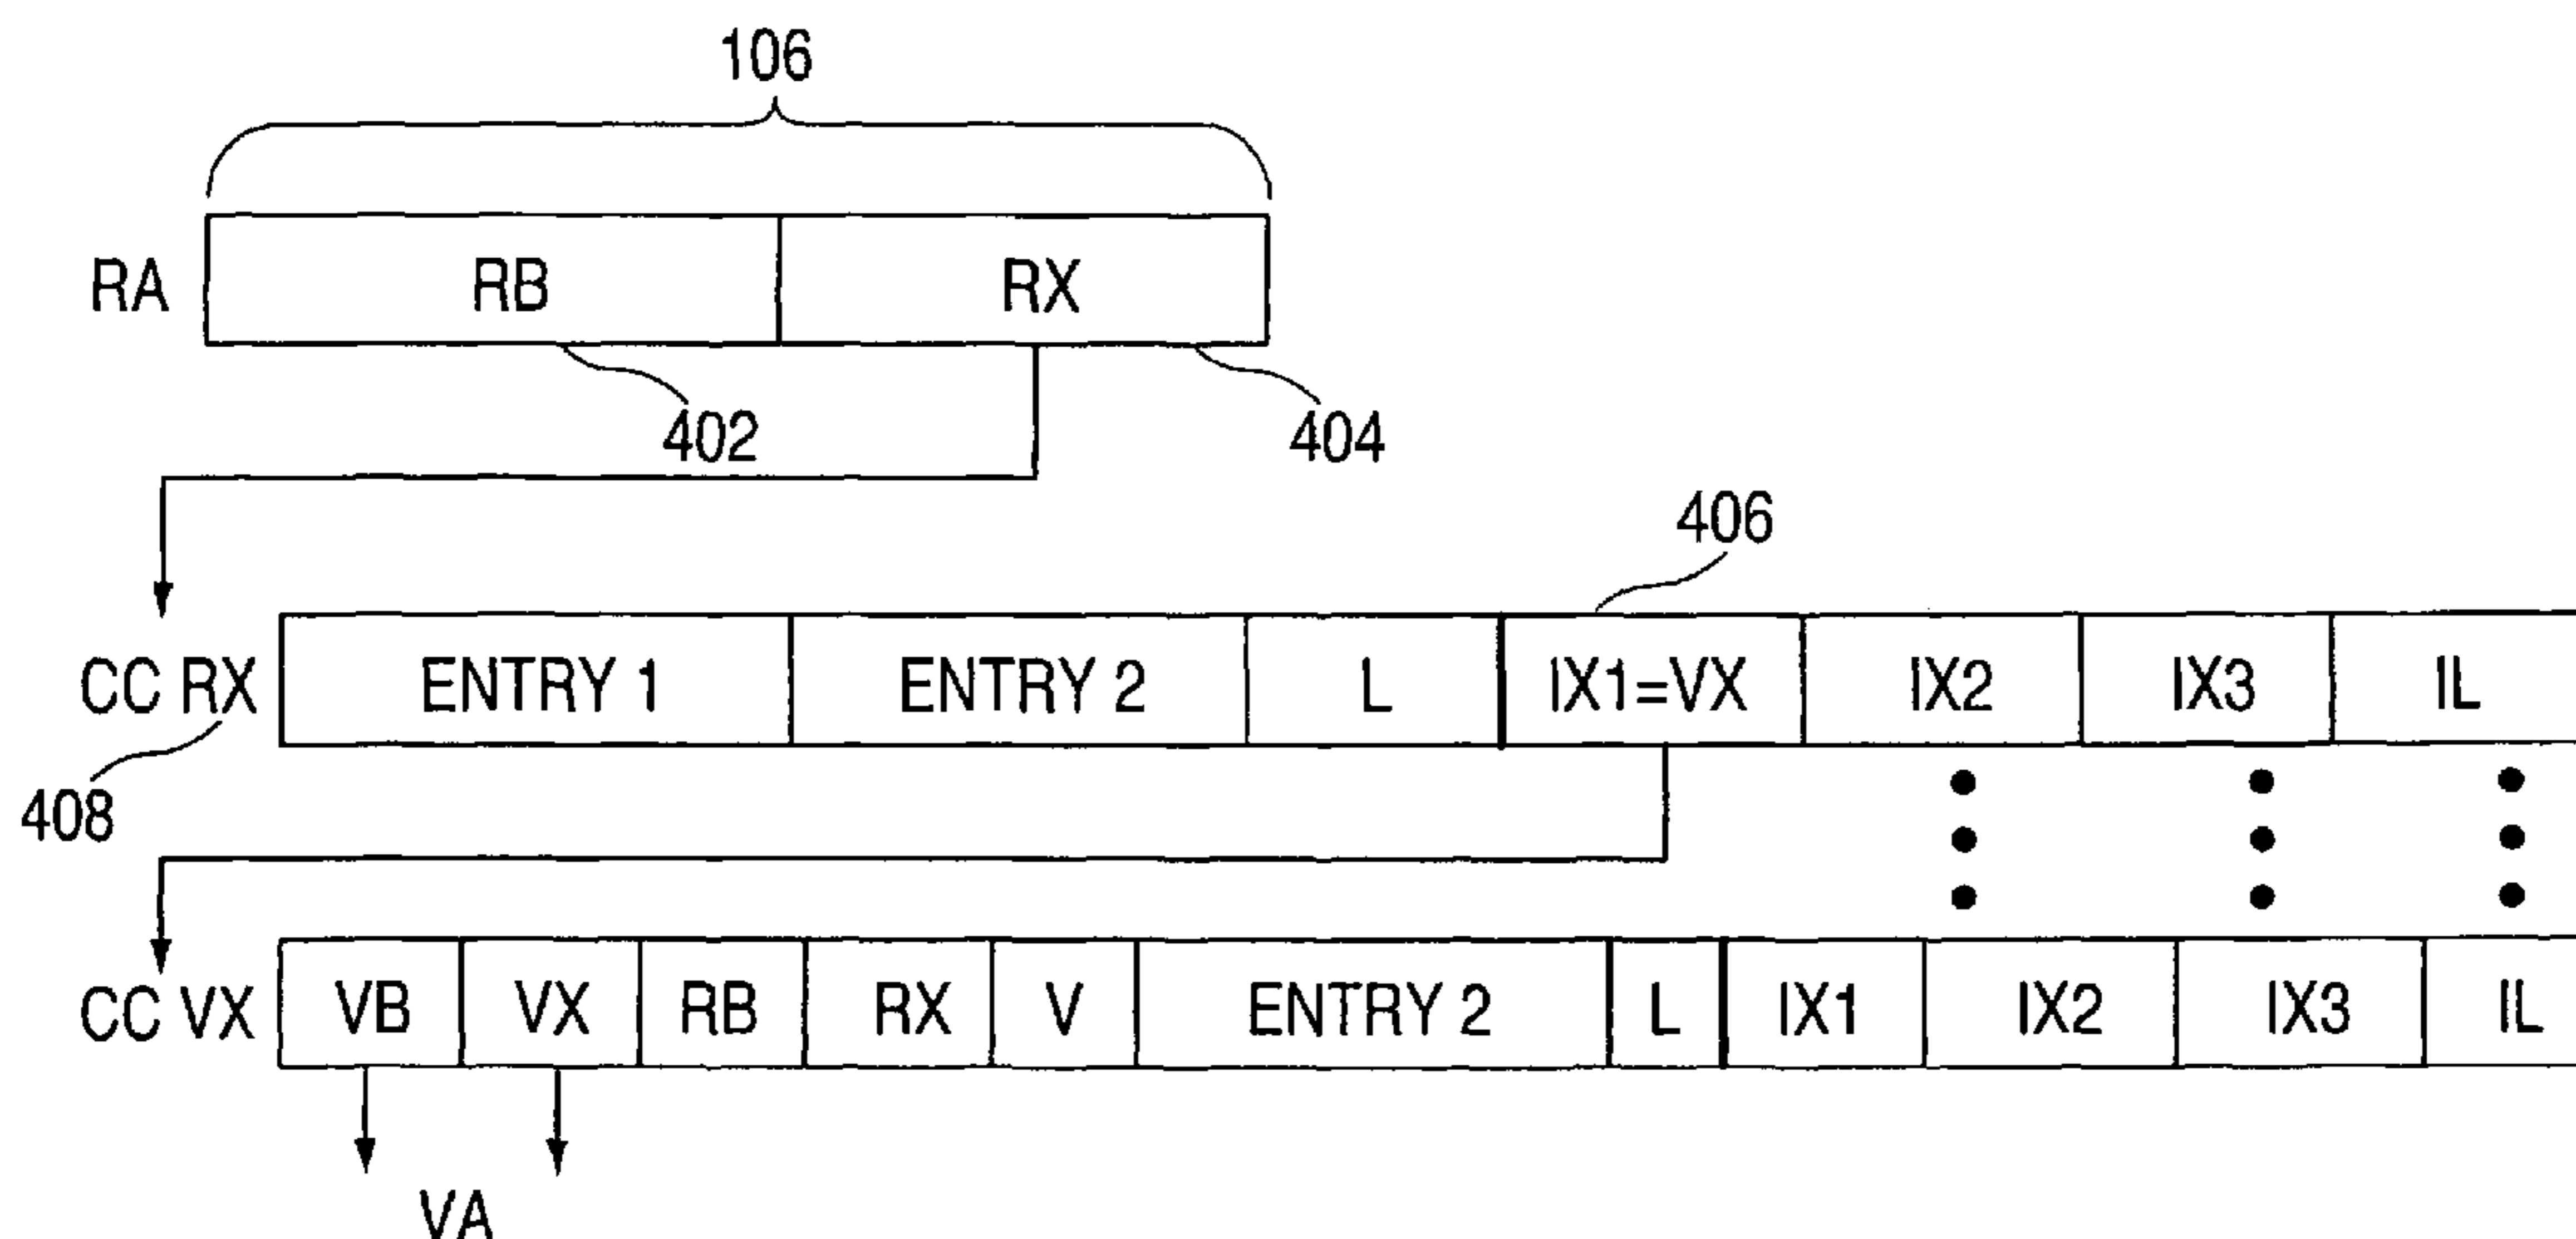 106
RA RB RX
402 404
406
CC RX ENTRY 1 ENTRY 2 L IX1=VX IX2 IX3 IL
408
CC VX VB VX RB RX V ENTRY 2 L IX1 IX2 IX3 IL
VA